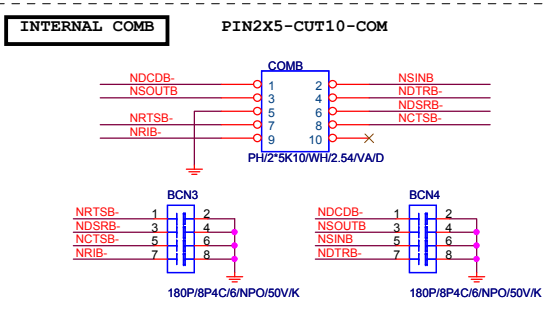 INTERNAL COMB PIN2X5-CUT10-COM
COMB
NDCDB- 1 2 NSINB
NSOUTB 3 4 NDTRB-
5 6 NDSRB-
NRTSB- 7 8 NCTSB-
NRIB- 9 10
PH/2*5K10/WH/2.54/VA/D
BCN3 BCN4
NRTSB- 1 2 NDCDB- 1 2
NDSRB- 3 4 NSOUTB 3 4
NCTSB- 5 6 NSINB 5 6
NRIB- 7 8 NDTRB- 7 8
180P/8P4C/6/NPO/50V/K 180P/8P4C/6/NPO/50V/K